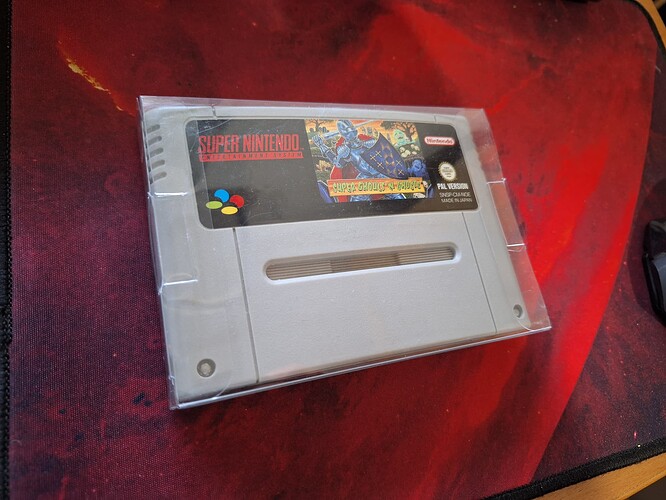 SUPER NINTENDO
ENTERTAINMENT SYSTEM
SUPER GHOULS 'N GHOSTS
Nintendo
PAL VERSION
SNSP-CM-NOE
MADE IN JAPAN